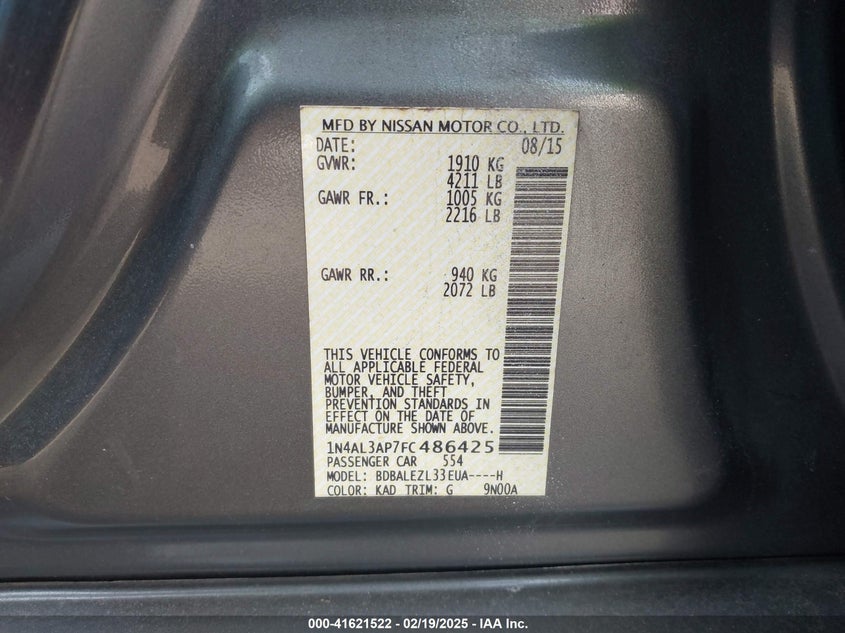 MFD BY NISSAN MOTOR CO., LTD.
DATE: 08/15
GVWR: 1910 KG
4211 LB
GAWR FR.: 1005 KG
2216 LB
GAWR RR.: 940 KG
2072 LB
THIS VEHICLE CONFORMS TO
ALL APPLICABLE FEDERAL
MOTOR VEHICLE SAFETY,
BUMPER, AND THEFT
PREVENTION STANDARDS IN
EFFECT ON THE DATE OF
MANUFACTURE SHOWN ABOVE.
1N4AL3AP7FC486425
PASSENGER CAR 554
MODEL: BDBALEZL33EUA----H
COLOR: KAD TRIM: G 9N00A
000-41621522 - 02/19/2025 - IAA Inc.